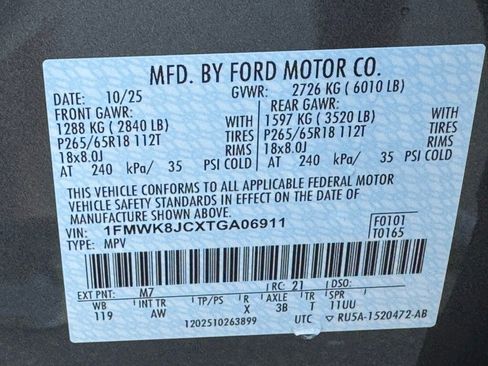 MFD. BY FORD MOTOR CO.
DATE: 10/25 GVWR: 2726 KG ( 6010 LB)
FRONT GAWR: REAR GAWR:
1288 KG ( 2840 LB) 1597 KG ( 3520 LB)
P265/65R18 112T TIRES P265/65R18 112T TIRES
18x8.0J RIMS 18x8.0J RIMS
AT 240 kPa/ 35 PSI COLD AT 240 kPa/ 35 PSI COLD
THIS VEHICLE CONFORMS TO ALL APPLICABLE FEDERAL MOTOR
VEHICLE SAFETY STANDARDS IN EFFECT ON THE DATE OF
MANUFACTURE SHOWN ABOVE.
VIN: 1FMWK8JCXTGA06911 F0101
TYPE: MPV T0165
EXT PNT: M7 RC: 21 DSO:
WB TR TP/PS R AXLE TR SPR
119 AW X 3B T 11UU
1202510263899 UTC RU5A-1520472-AB